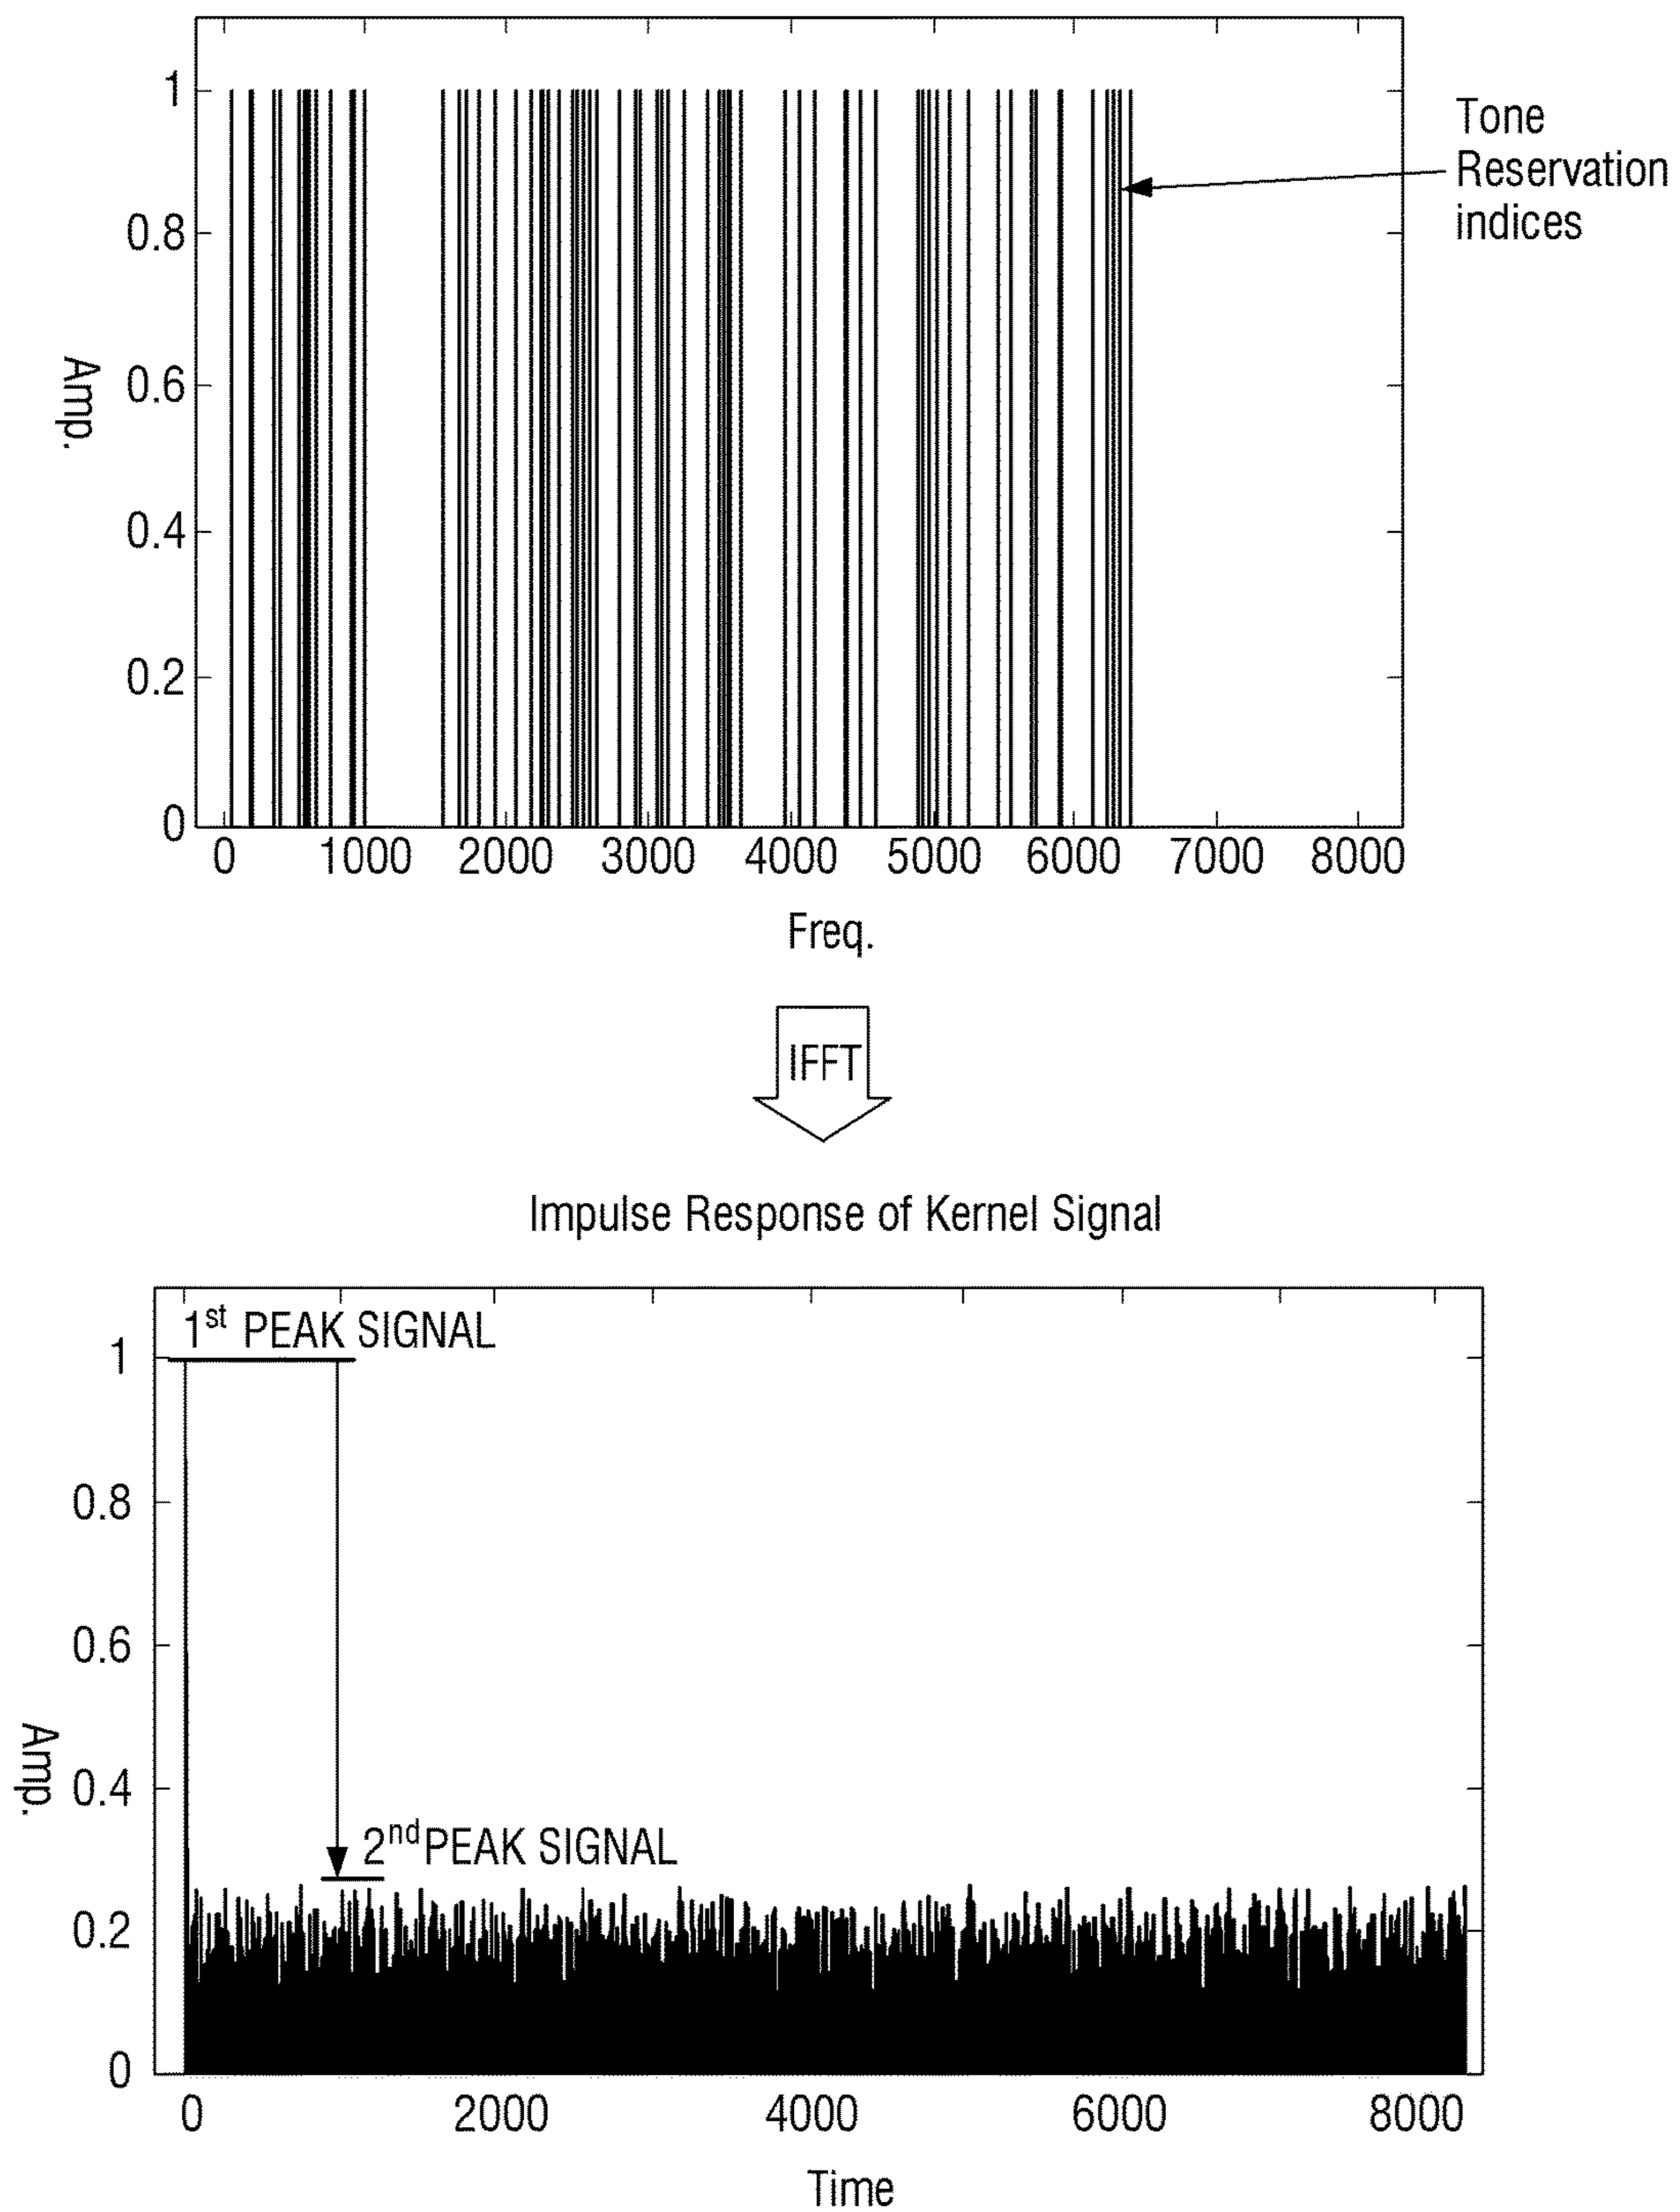 1
0.8
0.6
0.4
0.2
0
Amp.
0 1000 2000 3000 4000 5000 6000 7000 8000
Freq.
Tone
Reservation
indices
IFFT
Impulse Response of Kernel Signal
1st PEAK SIGNAL
2nd PEAK SIGNAL
1
0.8
0.6
0.4
0.2
0
Amp.
0 2000 4000 6000 8000
Time